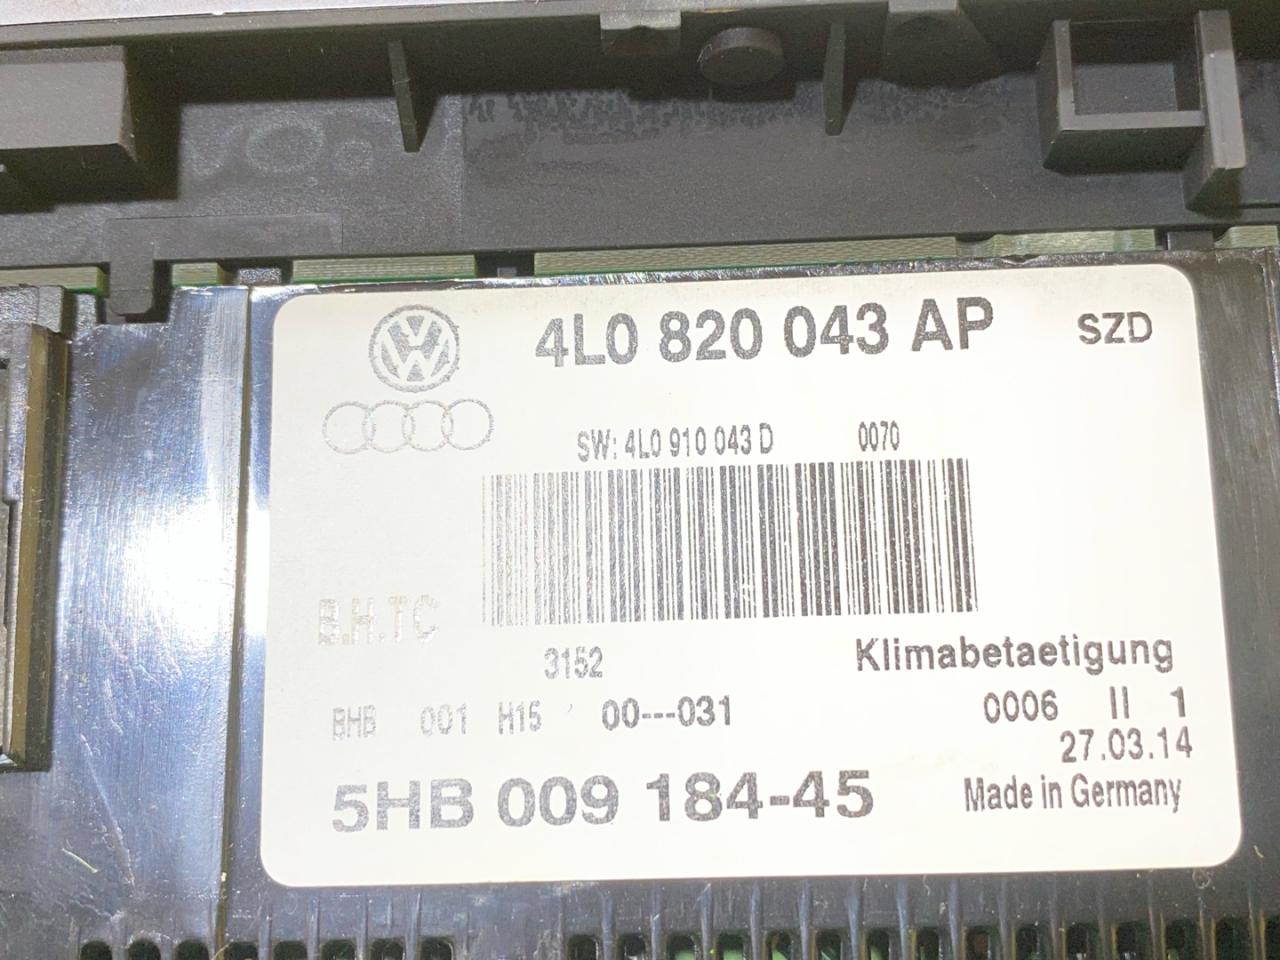 4L0 820 043 AP SZD
SW: 4L0 910 043 D 0070
B.H.TC
3152
Klimabetaetigung
BHB 001 H15 00---031
0006 II 1
27.03.14
5HB 009 184-45
Made in Germany